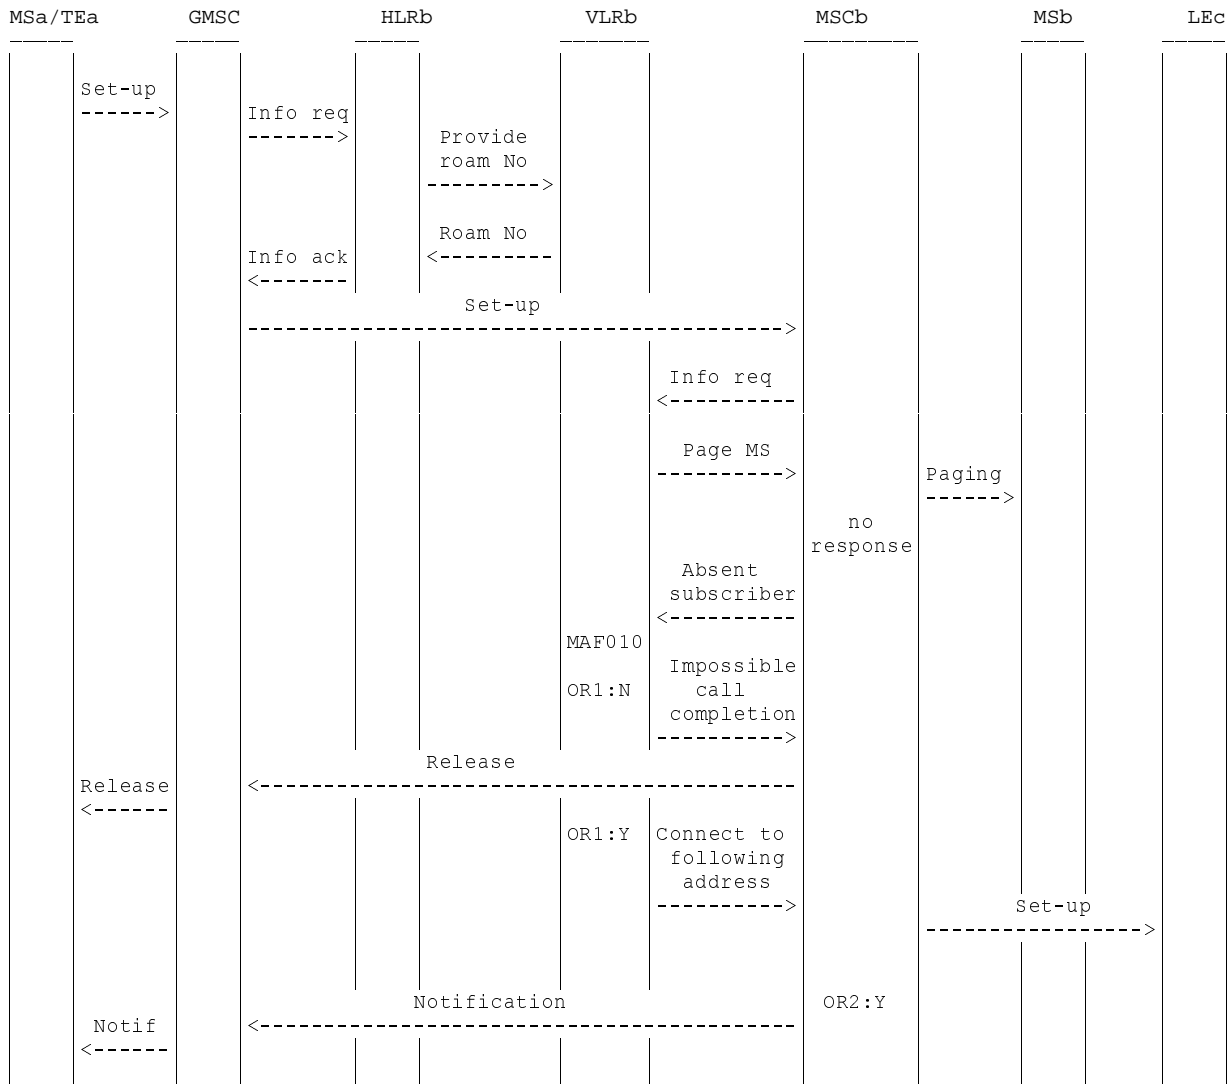 MSa/TEa GMSC HLRb VLRb MSCb MSb LEc
Set-up
------>
Info req
------->
Provide
roam No
--------->
Roam No
<---------
Info ack
<-------
Set-up
------------------------------------------>
Info req
<----------
Page MS
---------->
Paging
------>
no
response
Absent
subscriber
<----------
MAF010
Impossible
OR1:N call
completion
---------->
Release
<------------------------------------------
Release
<------
OR1:Y Connect to
following
address
---------->
Set-up
----------------->
Notification OR2:Y
<------------------------------------------
Notif
<------